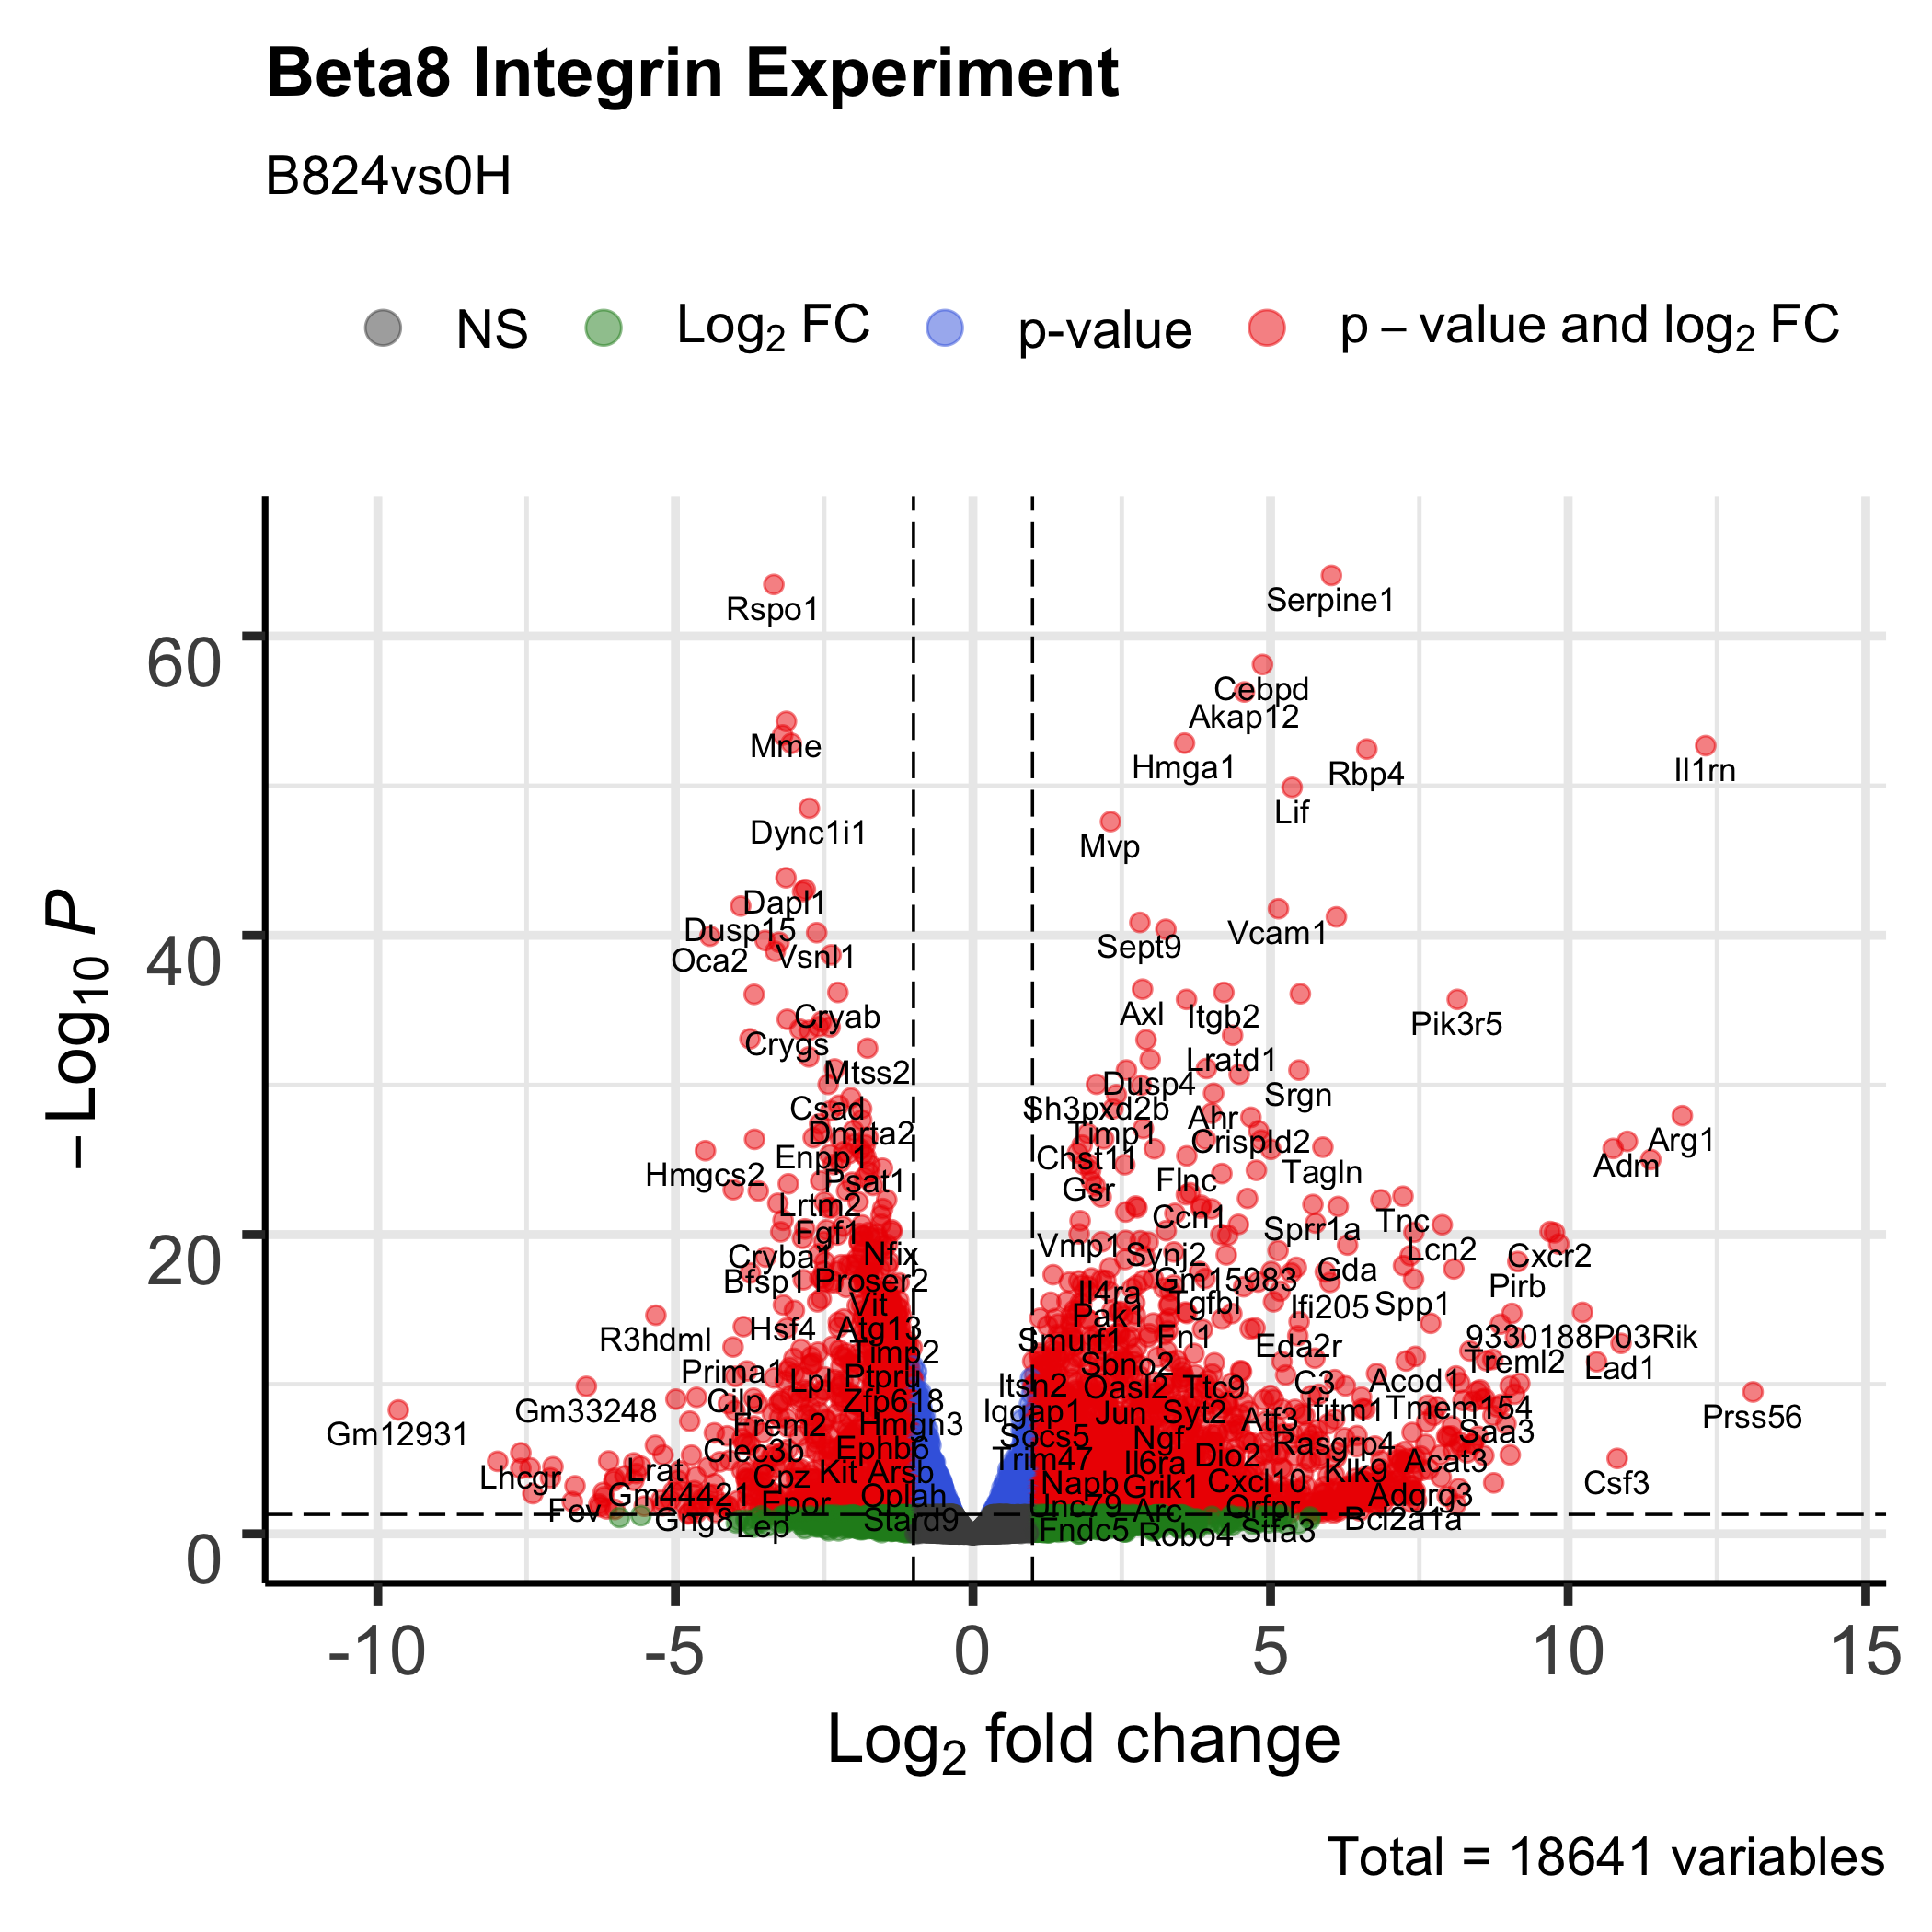 Beta8 Integrin Experiment
B824vs0H
NS Log2 FC p-value p – value and log2 FC
Serpine1
Rspo1
Cebpd
Akap12
Mme
Hmga1
Rbp4
Il1rn
Lif
Dync1i1
Mvp
Dapl1
Dusp15
Vcam1
Sept9
Vsnl1
Oca2
Cryab
Axl
Itgb2
Pik3r5
Crygs
Lratd1
Mtss2
Dusp4
Srgn
Csad
Sh3pxd2b
Ahr
Dmrta2
Timp1
Crispld2
Arg1
Enpp1
Chst11
Adm
Hmgcs2
Psat1
Flnc
Tagln
Gsr
Lrtm2
Ccn1
Tnc
Fgf1
Sprr1a
Cryba1
Nfix
Vmp1
Synj2
Lcn2
Cxcr2
Bfsp1
Proser2
Gm15983
Gda
Pirb
Vit
Il4ra
Tgfbi
Ifi205
Spp1
Hsf4
Atg13
Pak1
R3hdml
Smurf1
Fn1
Eda2r
9330188P03Rik
Timp2
Sbno2
Treml2
Lad1
Prima1
Lpl
Ptpru
Itsn2
Oasl2
Ttc9
C3
Acod1
Cilp
Zfp618
Gm33248
Iqgap1
Jun
Syt2
Atf3
Ifitm1
Tmem154
Prss56
Gm12931
Frem2
Hmgn3
Socs5
Ngf
Rasgrp4
Saa3
Clec3b
Ephb6
Trim47
Il6ra
Dio2
Klk9
Acat3
Lhcgr
Lrat
Cpz
Kit
Arsb
Napb
Grik1
Cxcl10
Csf3
Gm44421
Epor
Oplah
Unc79
Arc
Qrfpr
Adgrg3
Fev
Gng8
Lep
Stard9
Fndc5
Robo4
Stfa3
Bcl2a1a
60
40
20
0
– Log10 P
-10 -5 0 5 10 15
Log2 fold change
Total = 18641 variables